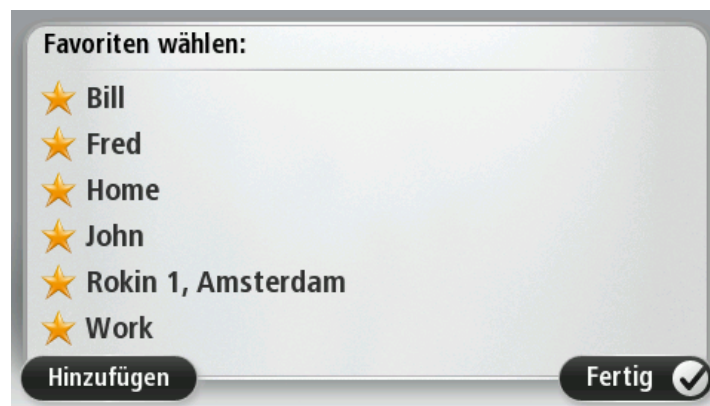 Favoriten wählen:
Bill
Fred
Home
John
Rokin 1, Amsterdam
Work
Hinzufügen
Fertig